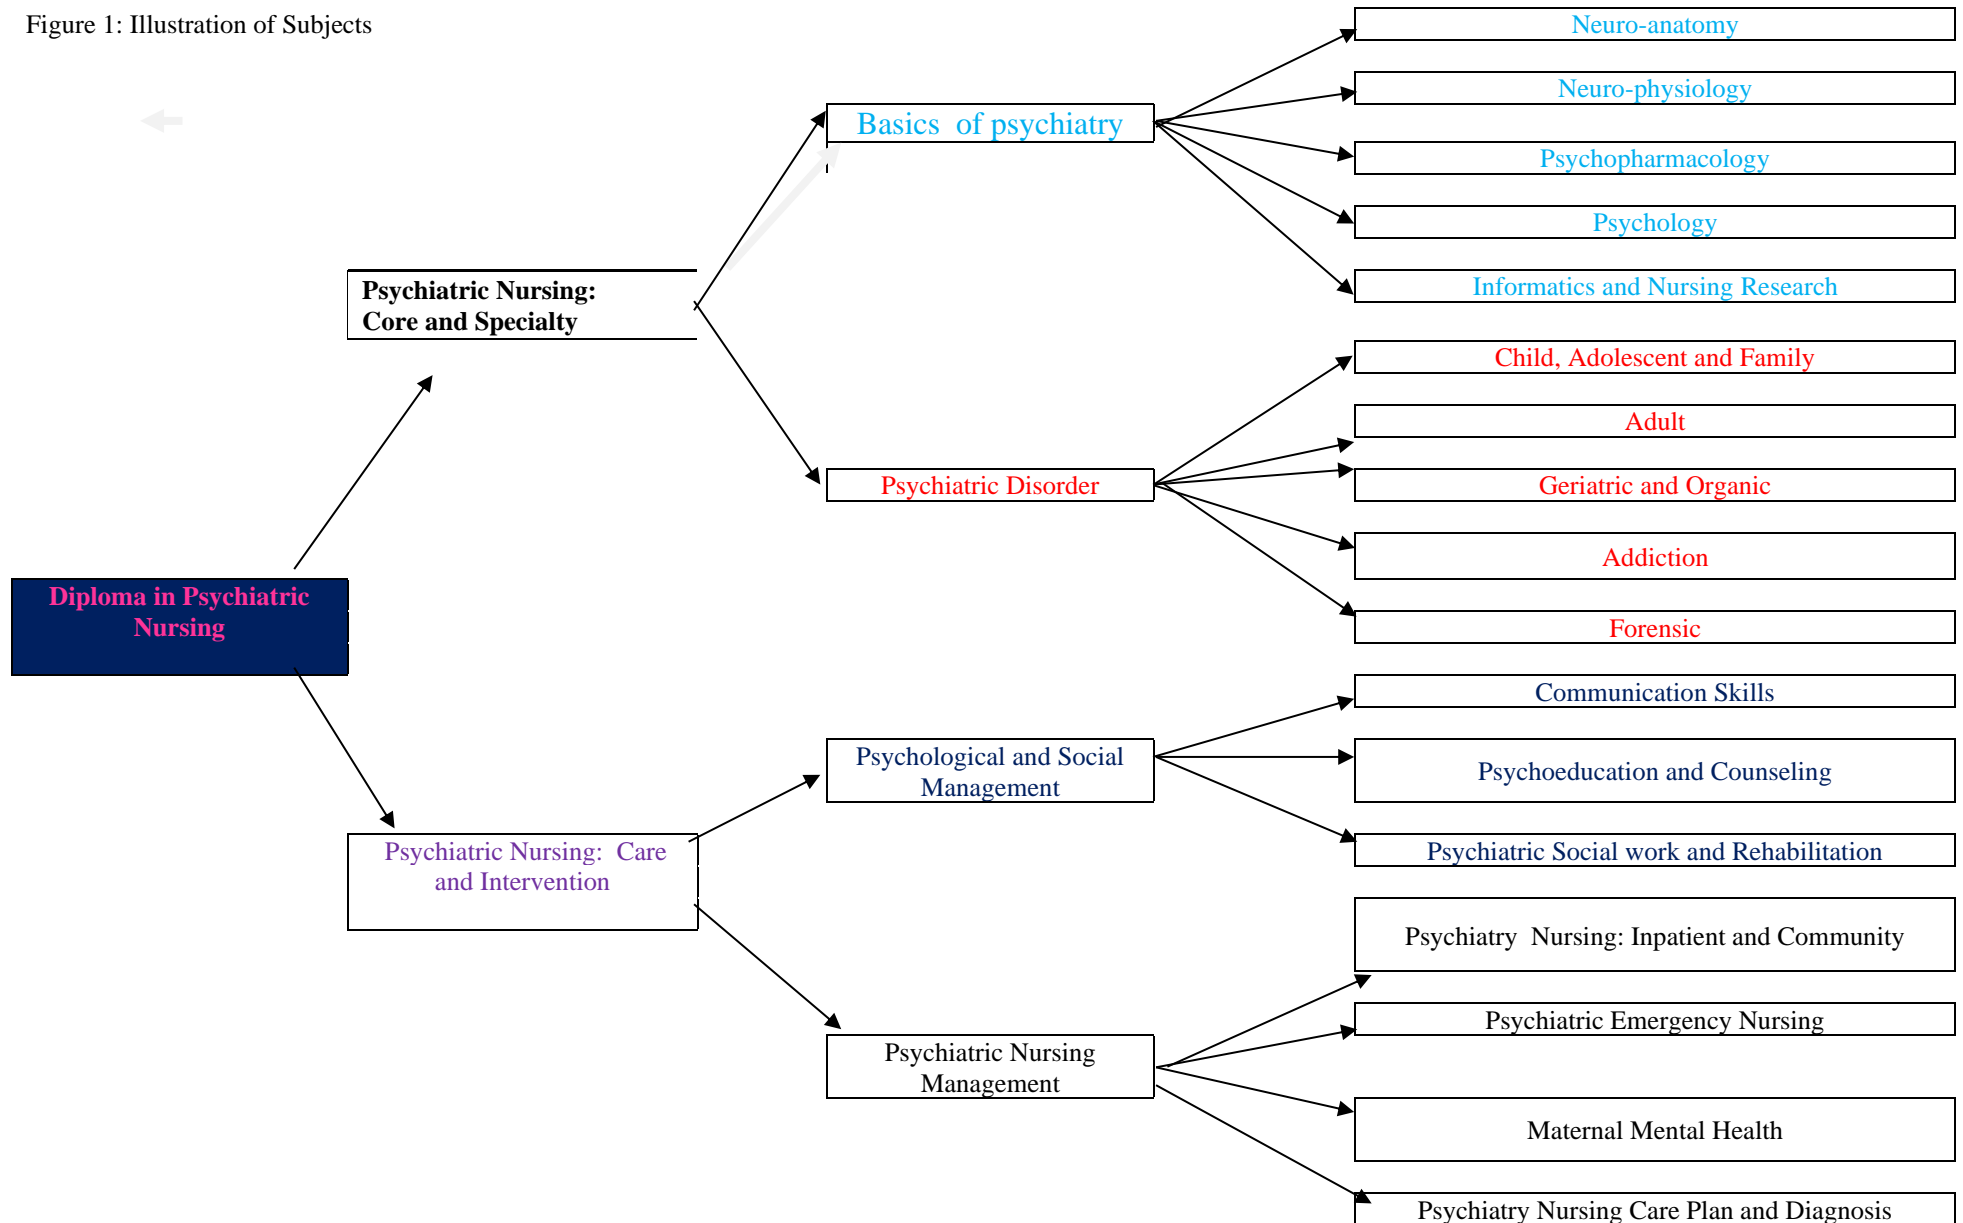 Figure 1: Illustration of Subjects
Neuro-anatomy
Neuro-physiology
Basics  of psychiatry
Psychopharmacology
Psychology
Informatics and Nursing Research
Psychiatric Nursing:
Core and Specialty
Child, Adolescent and Family
Adult
Psychiatric Disorder
Geriatric and Organic
Addiction
Forensic
Diploma in Psychiatric
Nursing
Communication Skills
Psychological and Social
Management
Psychoeducation and Counseling
Psychiatric Social work and Rehabilitation
Psychiatric Nursing:  Care
and Intervention
Psychiatry  Nursing: Inpatient and Community
Psychiatric Emergency Nursing
Psychiatric Nursing
Management
Maternal Mental Health
Psychiatry Nursing Care Plan and Diagnosis